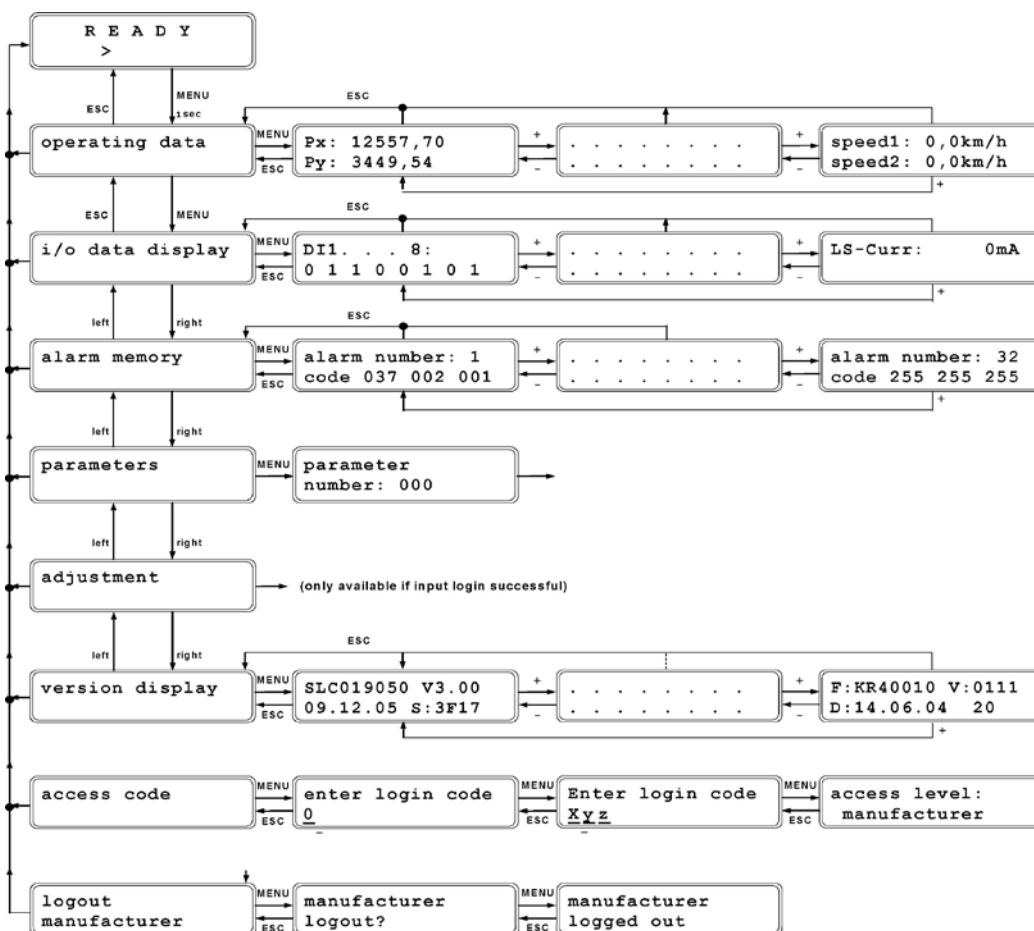 R E A D Y
>
ESC
MENU
1sec
ESC
operating data
MENU
ESC
Px: 12557,70
Py: 3449,54
+
–
. . . . . . . .
. . . . . . . .
+
–
speed1: 0,0km/h
speed2: 0,0km/h
+
ESC
MENU
ESC
i/o data display
MENU
ESC
DI1. . . 8:
0 1 1 0 0 1 0 1
+
–
. . . . . . . .
. . . . . . . .
+
–
LS-Curr: 0mA
+
left
right
ESC
alarm memory
MENU
ESC
alarm number: 1
code 037 002 001
+
–
. . . . . . . .
. . . . . . . .
+
–
alarm number: 32
code 255 255 255
+
left
right
parameters
MENU
parameter
number: 000
left
right
adjustment
(only available if input login successful)
left
right
ESC
version display
MENU
ESC
SLC019050 V3.00
09.12.05 S:3F17
+
–
. . . . . . . .
. . . . . . . .
+
–
F:KR40010 V:0111
D:14.06.04 20
+
access code
MENU
ESC
enter login code
0
–
MENU
ESC
Enter login code
Xyz
–
MENU
ESC
access level:
manufacturer
logout
manufacturer
MENU
ESC
manufacturer
logout?
MENU
ESC
manufacturer
logged out